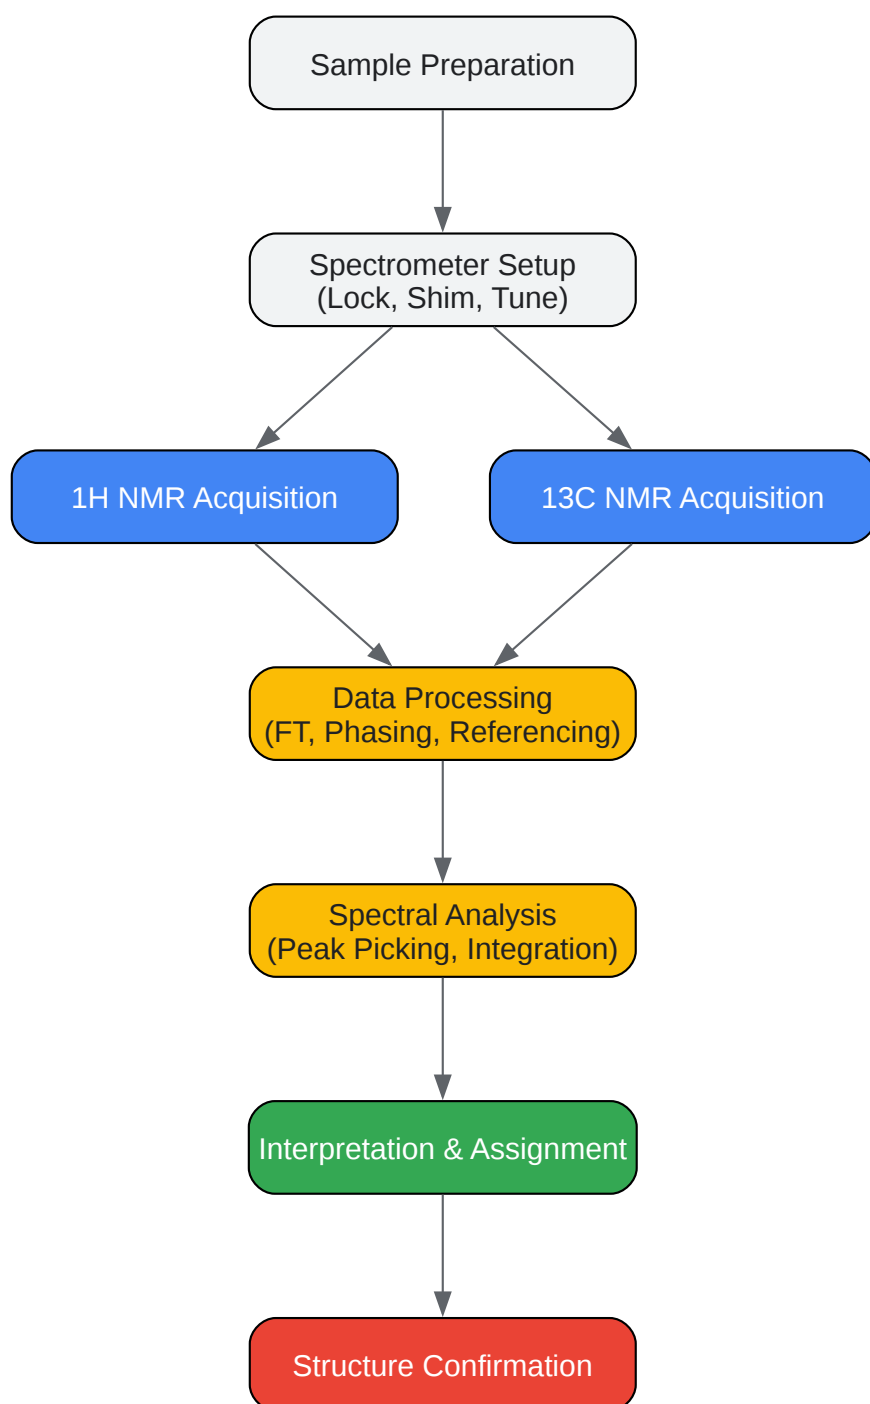 Sample Preparation
Spectrometer Setup
(Lock, Shim, Tune)
1H NMR Acquisition
13C NMR Acquisition
Data Processing
(FT, Phasing, Referencing)
Spectral Analysis
(Peak Picking, Integration)
Interpretation & Assignment
Structure Confirmation